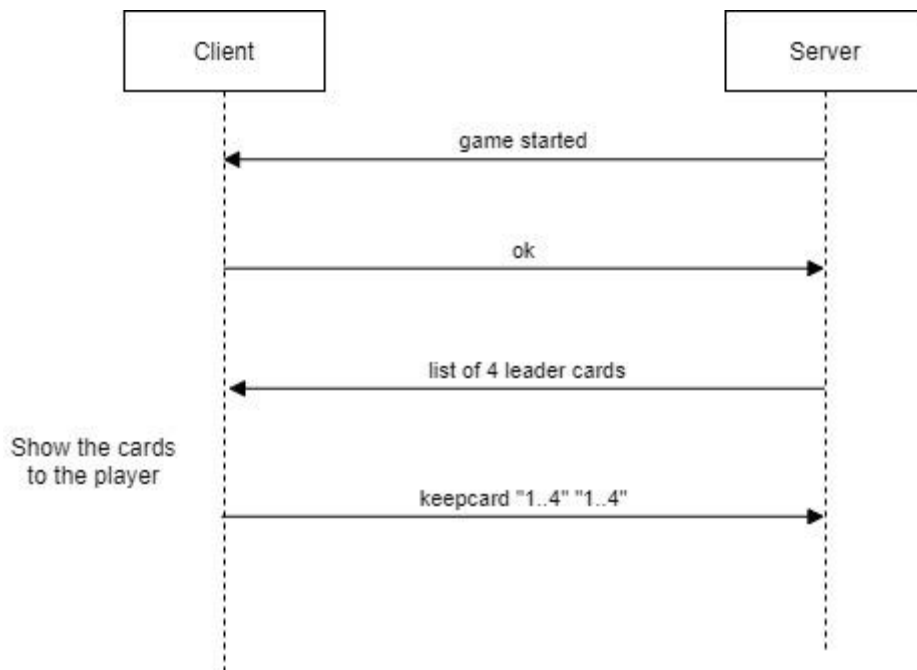 Client
Server
game started
ok
list of 4 leader cards
Show the cards
to the player
keepcard "1..4" "1..4"